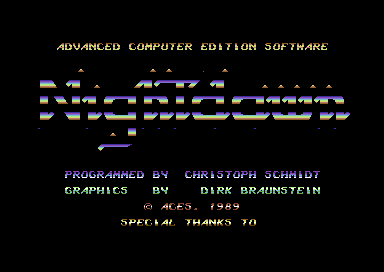 ADVANCED COMPUTER EDITION SOFTWARE
Nightdawn
PROGRAMMED BY CHRISTOPH SCHMIDT
GRAPHICS BY DIRK BRAUNSTEIN
© ACES, 1989
SPECIAL THANKS TO